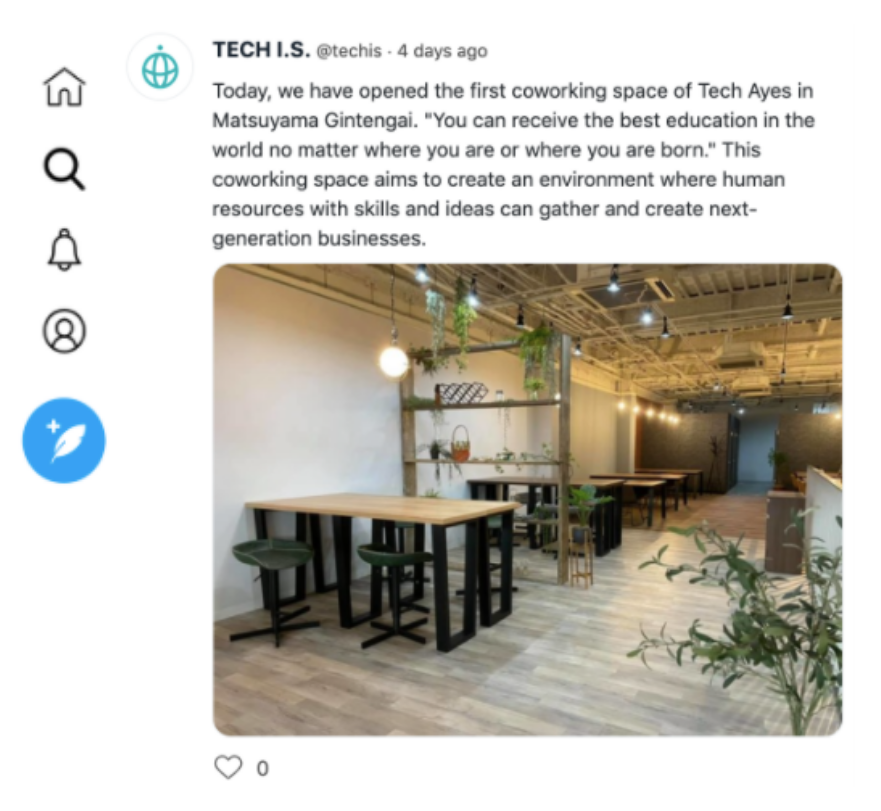 TECH I.S. @techis · 4 days ago
Today, we have opened the first coworking space of Tech Ayes in
Matsuyama Gintengai. "You can receive the best education in the
world no matter where you are or where you are born." This
coworking space aims to create an environment where human
resources with skills and ideas can gather and create next-
generation businesses.
0